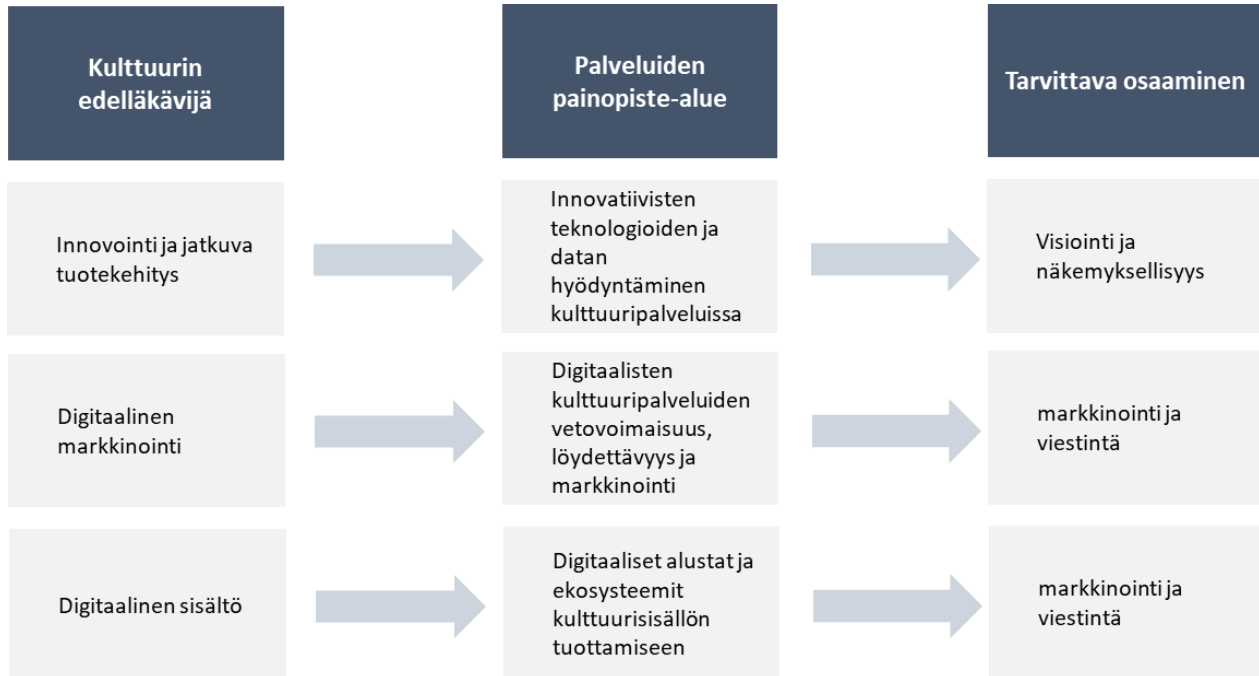 Kulttuurin
edelläkävijä
Palveluiden
painopiste-alue
Tarvittava osaaminen
Innovointi ja jatkuva
tuotekehitys
Innovatiivisten
teknologioiden ja
datan
hyödyntäminen
kulttuuripalveluissa
Visiointi ja
näkemyksellisyys
Digitaalinen
markkinointi
Digitaalisten
kulttuuripalveluiden
vetovoimaisuus,
löydettävyys ja
markkinointi
markkinointi ja
viestintä
Digitaalinen sisältö
Digitaaliset alustat ja
ekosysteemit
kulttuurisisällön
tuottamiseen
markkinointi ja
viestintä